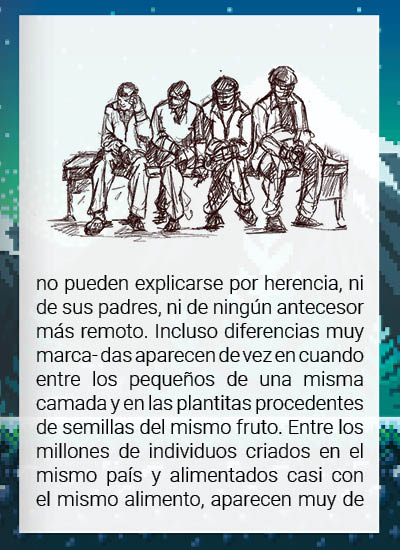 no pueden explicarse por herencia, ni
de sus padres, ni de ningún antecesor
más remoto. Incluso diferencias muy
marca- das aparecen de vez en cuando
entre los pequeños de una misma
camada y en las plantitas procedentes
de semillas del mismo fruto. Entre los
millones de individuos criados en el
mismo país y alimentados casi con
el mismo alimento, aparecen muy de